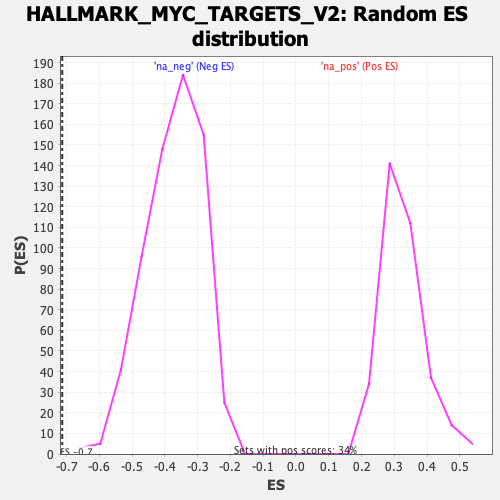 HALLMARK_MYC_TARGETS_V2: Random ES
distribution
'na_neg' (Neg ES) 'na_pos' (Pos ES)
190
180
170
160
150
140
130
120
110
100
90
80
70
60
50
40
30
20
10
0
P(ES)
ES -0.7
Sets with pos scores: 34%
-0.7 -0.6 -0.5 -0.4 -0.3 -0.2 -0.1 0.0 0.1 0.2 0.3 0.4 0.5
ES